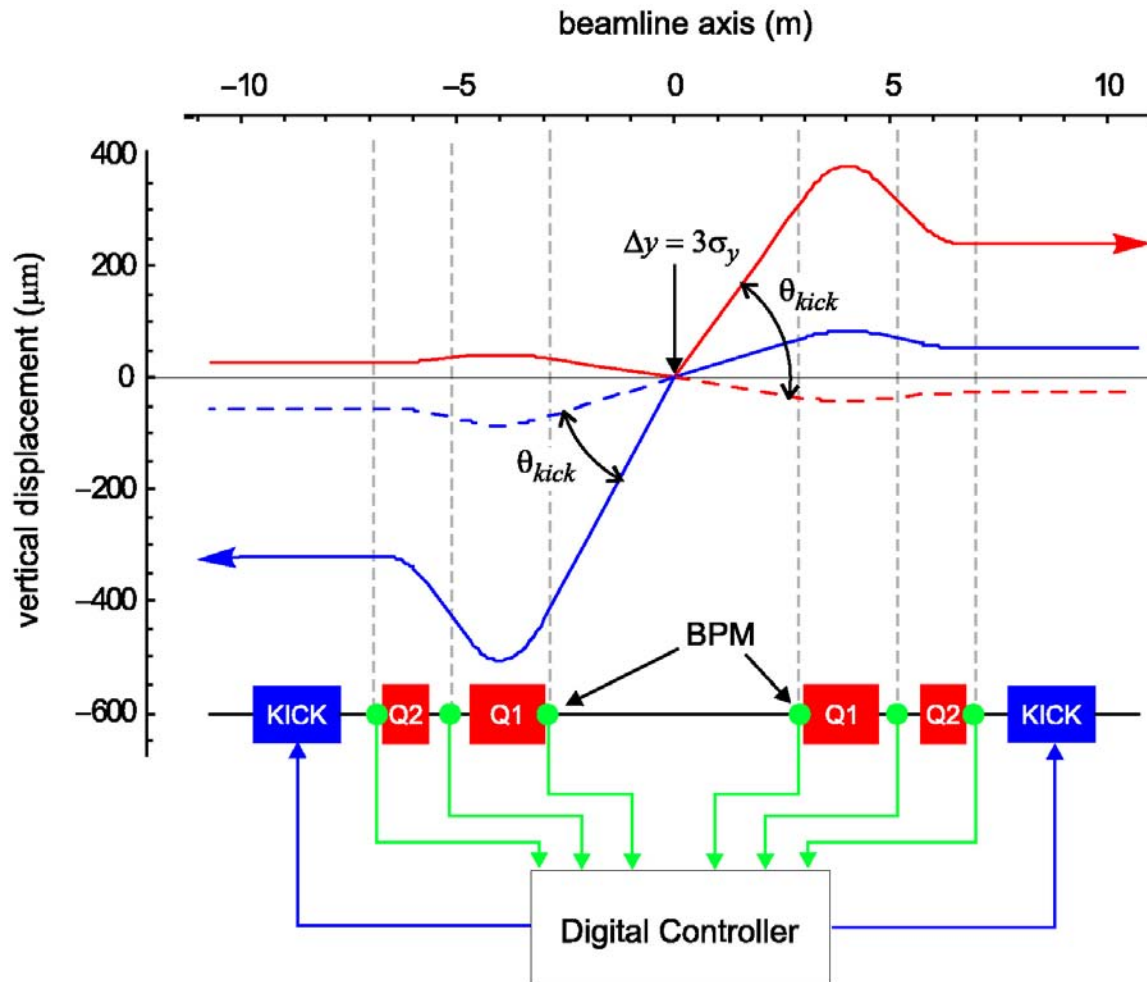 beamline axis (m)
–10 –5 0 5 10
400
200
0
–200
–400
–600
vertical displacement (μm)
Δy = 3σy
θkick
θkick
BPM
KICK Q2 Q1 Q1 Q2 KICK
Digital Controller